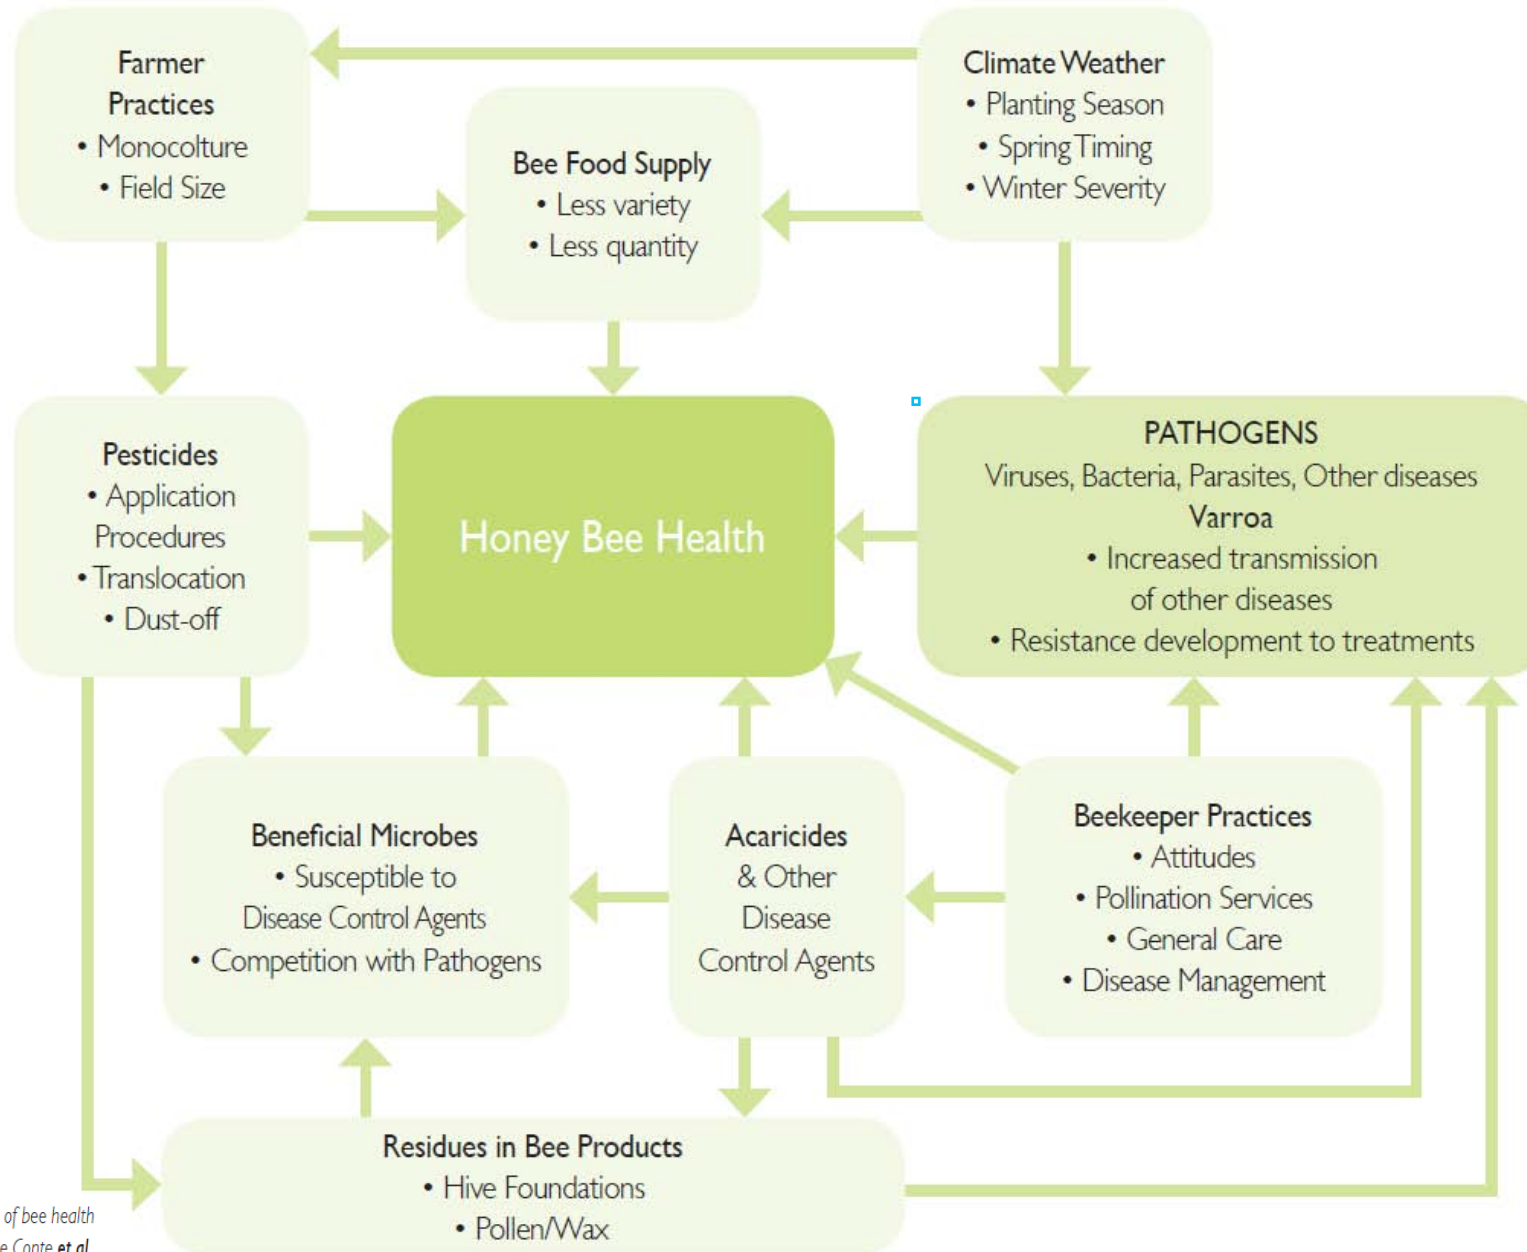 Farmer
Practices
• Monocolture
• Field Size
Climate Weather
• Planting Season
• Spring Timing
• Winter Severity
Bee Food Supply
• Less variety
• Less quantity
Pesticides
• Application
Procedures
• Translocation
• Dust-off
Honey Bee Health
PATHOGENS
Viruses, Bacteria, Parasites, Other diseases
Varroa
• Increased transmission
of other diseases
• Resistance development to treatments
Beneficial Microbes
• Susceptible to
Disease Control Agents
• Competition with Pathogens
Acaricides
& Other
Disease
Control Agents
Beekeeper Practices
• Attitudes
• Pollination Services
• General Care
• Disease Management
Residues in Bee Products
• Hive Foundations
• Pollen/Wax
of bee health
e Conte et al.